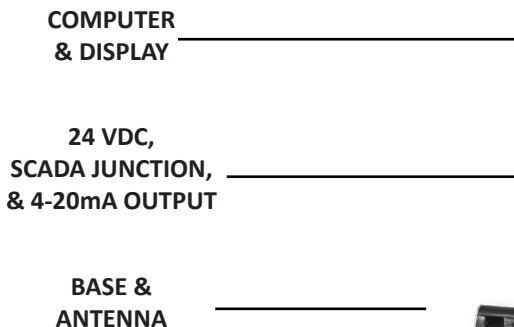 COMPUTER
& DISPLAY
24 VDC,
SCADA JUNCTION,
& 4-20mA OUTPUT
BASE &
ANTENNA